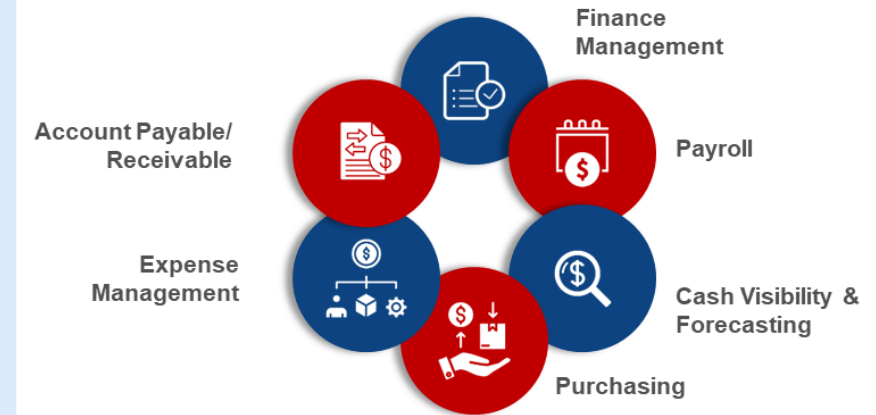 Finance
Management
Account Payable/
Receivable
Payroll
Expense
Management
Cash Visibility &
Forecasting
Purchasing
$
$
$
$
$